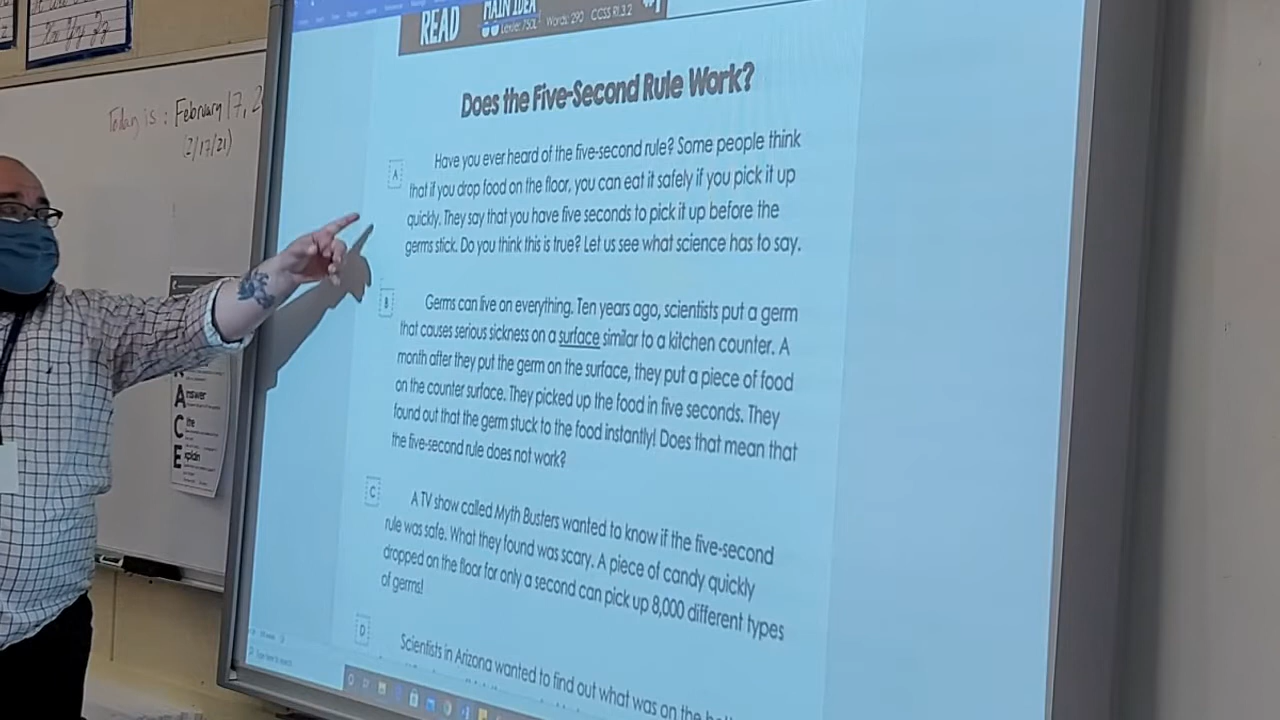 READ
MAIN IDEA
Lexile: 750L Words: 290 CCSS RI.3.2
#1
Today is: February 17, 2
(2/17/21)
Does the Five-Second Rule Work?
A
Have you ever heard of the five-second rule? Some people think
that if you drop food on the floor, you can eat it safely if you pick it up
quickly. They say that you have five seconds to pick it up before the
germs stick. Do you think this is true? Let us see what science has to say.
B
Germs can live on everything. Ten years ago, scientists put a germ
that causes serious sickness on a surface similar to a kitchen counter. A
month after they put the germ on the surface, they put a piece of food
on the counter surface. They picked up the food in five seconds. They
found out that the germ stuck to the food instantly! Does that mean that
the five-second rule does not work?
C
A TV show called Myth Busters wanted to know if the five-second
rule was safe. What they found was scary. A piece of candy quickly
dropped on the floor for only a second can pick up 8,000 different types
of germs!
D
Scientists in Arizona wanted to find out what was on the
Answer
Cite
Explain